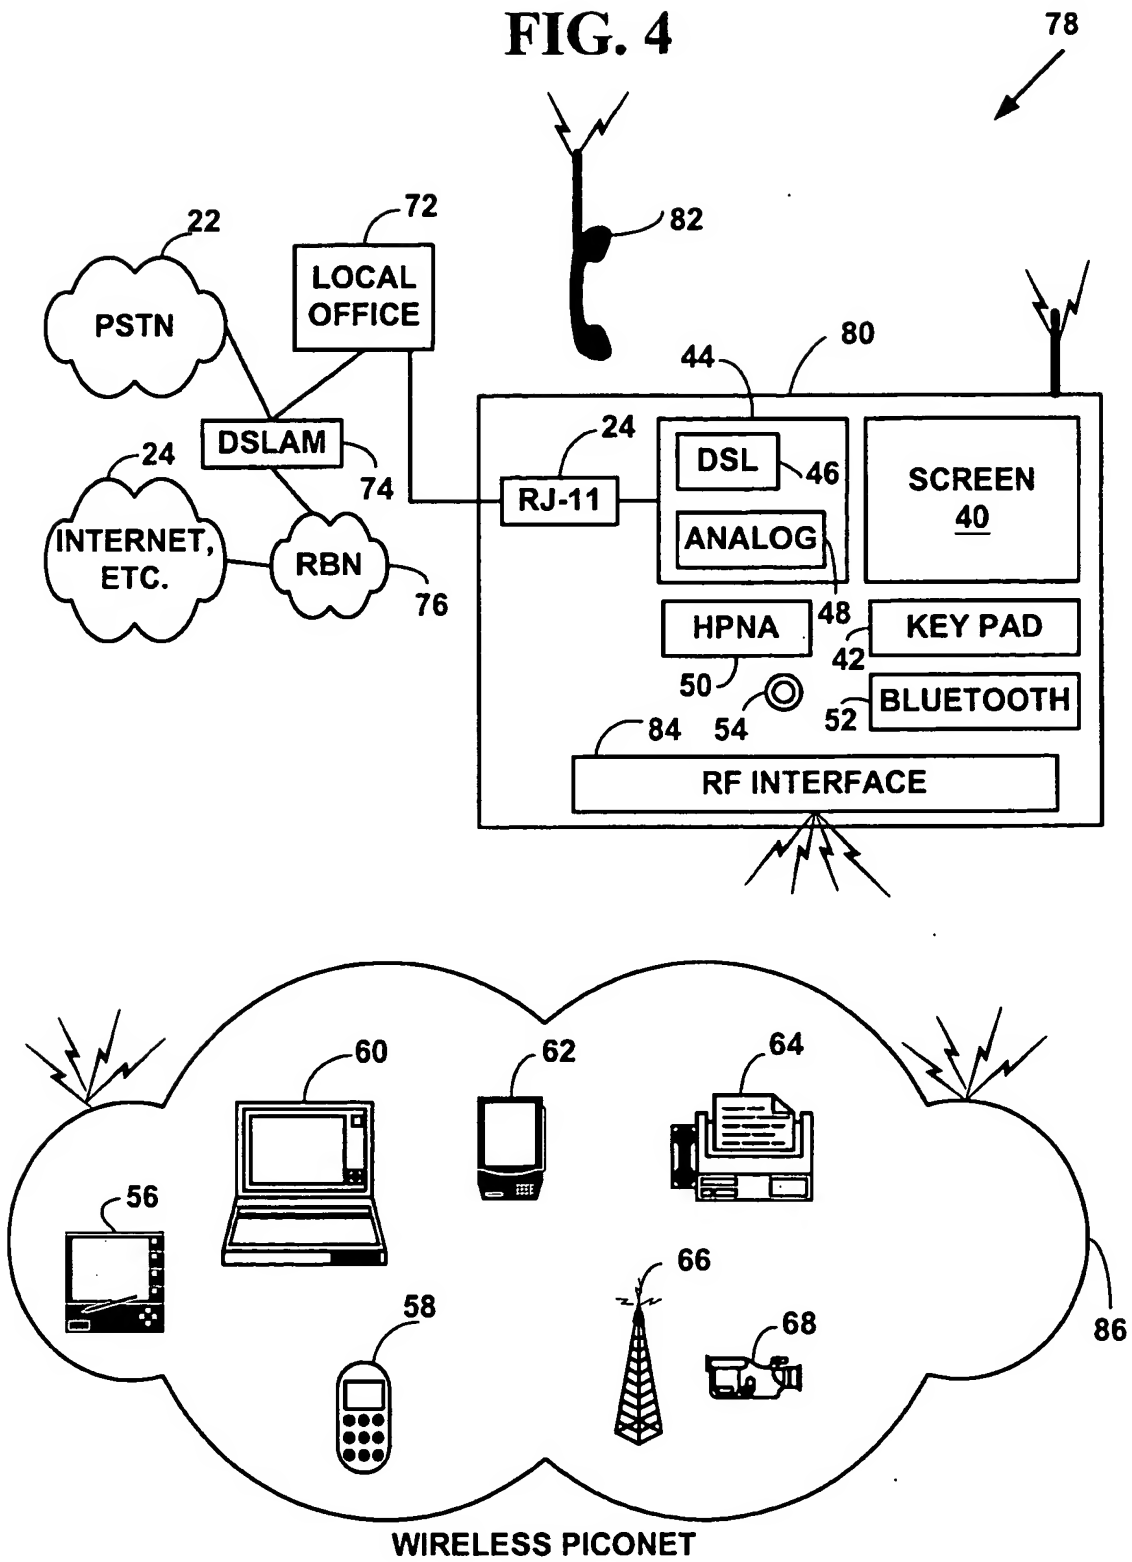 FIG. 4
78
82
22
PSTN
72
LOCAL
OFFICE
DSLAM
74
24
INTERNET,
ETC.
RBN
76
80
24
RJ-11
44
DSL
46
ANALOG
48
SCREEN
40
HPNA
50
KEY PAD
42
54
BLUETOOTH
52
84
RF INTERFACE
60
62
64
56
58
66
68
86
WIRELESS PICONET